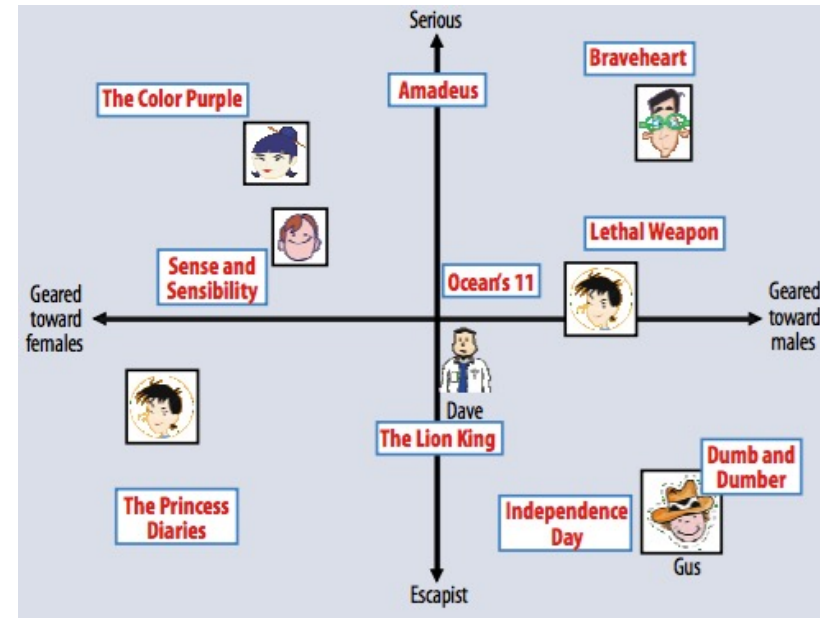 Serious
Braveheart
Amadeus
The Color Purple
Lethal Weapon
Sense and
Sensibility
Ocean's 11
Geared
toward
females
Geared
toward
males
Dave
The Lion King
Dumb and
Dumber
The Princess
Diaries
Independence
Day
Gus
Escapist